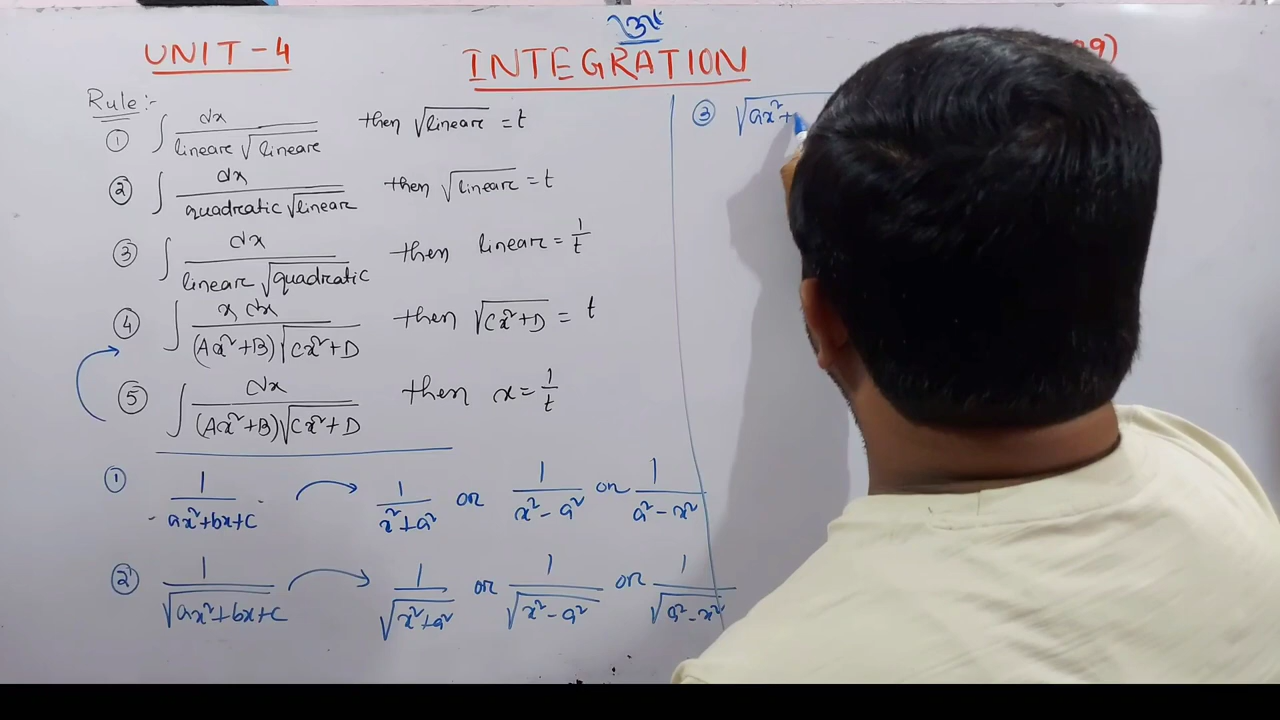 UNIT-4
INTEGRATION
99)
Rule:-
① ∫ dx / (linear √linear) then √linear = t
② ∫ dx / (quadratic √linear) then √linear = t
③ ∫ dx / (linear √quadratic) then linear = 1/t
④ ∫ x dx / ((Ax²+B)√(Cx²+D)) then √(Cx²+D) = t
⑤ ∫ dx / ((Ax²+B)√(Cx²+D)) then x = 1/t
① 1/(ax²+bx+c) → 1/(x²+a²) or 1/(x²-a²) or 1/(a²-x²)
② 1/√(ax²+bx+c) → 1/√(x²+a²) or 1/√(x²-a²) or 1/√(a²-x²)
③ √ax²+